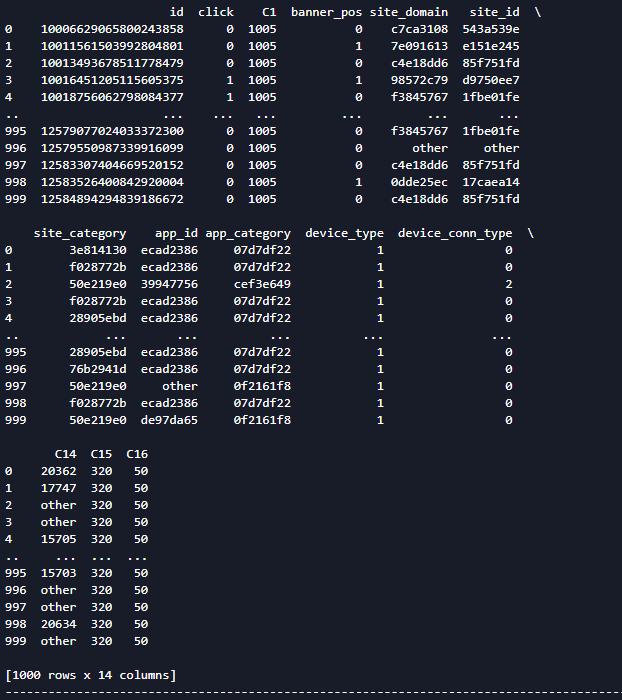 id click C1 banner_pos site_domain site_id \
0 10006629065800243858 0 1005 0 c7ca3108 543a539e
1 10011561503992804801 0 1005 1 7e091613 e151e245
2 10013493678511778479 0 1005 0 c4e18dd6 85f751fd
3 10016451205115605375 1 1005 1 98572c79 d9750ee7
4 10018756062798084377 1 1005 0 f3845767 1fbe01fe
.. ... ... ... ... ... ...
995 12579077024033372300 0 1005 0 f3845767 1fbe01fe
996 12579550987339916099 0 1005 0 other other
997 12583307404669520152 0 1005 0 c4e18dd6 85f751fd
998 12583526400842920004 0 1005 1 0dde25ec 17caea14
999 12584894294839186672 0 1005 0 c4e18dd6 85f751fd
site_category app_id app_category device_type device_conn_type \
0 3e814130 ecad2386 07d7df22 1 0
1 f028772b ecad2386 07d7df22 1 0
2 50e219e0 39947756 cef3e649 1 2
3 f028772b ecad2386 07d7df22 1 0
4 28905ebd ecad2386 07d7df22 1 0
.. ... ... ... ... ...
995 28905ebd ecad2386 07d7df22 1 0
996 76b2941d ecad2386 07d7df22 1 0
997 50e219e0 other 0f2161f8 1 0
998 f028772b ecad2386 07d7df22 1 0
999 50e219e0 de97da65 0f2161f8 1 0
C14 C15 C16
0 20362 320 50
1 17747 320 50
2 other 320 50
3 other 320 50
4 15705 320 50
.. ... ... ...
995 15703 320 50
996 other 320 50
997 other 320 50
998 20634 320 50
999 other 320 50
[1000 rows x 14 columns]